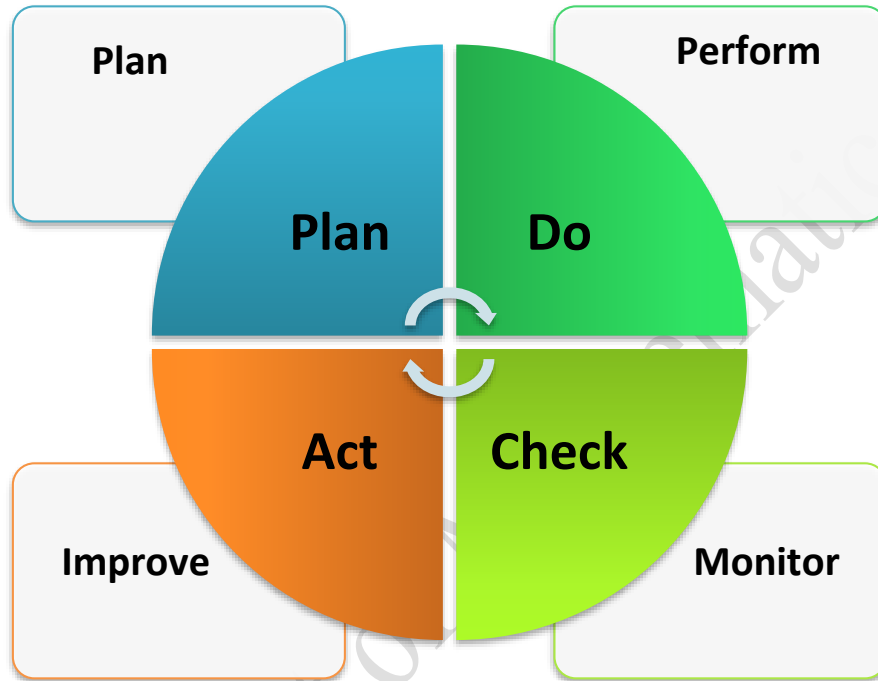 Plan
Perform
Plan
Do
Act
Check
Improve
Monitor